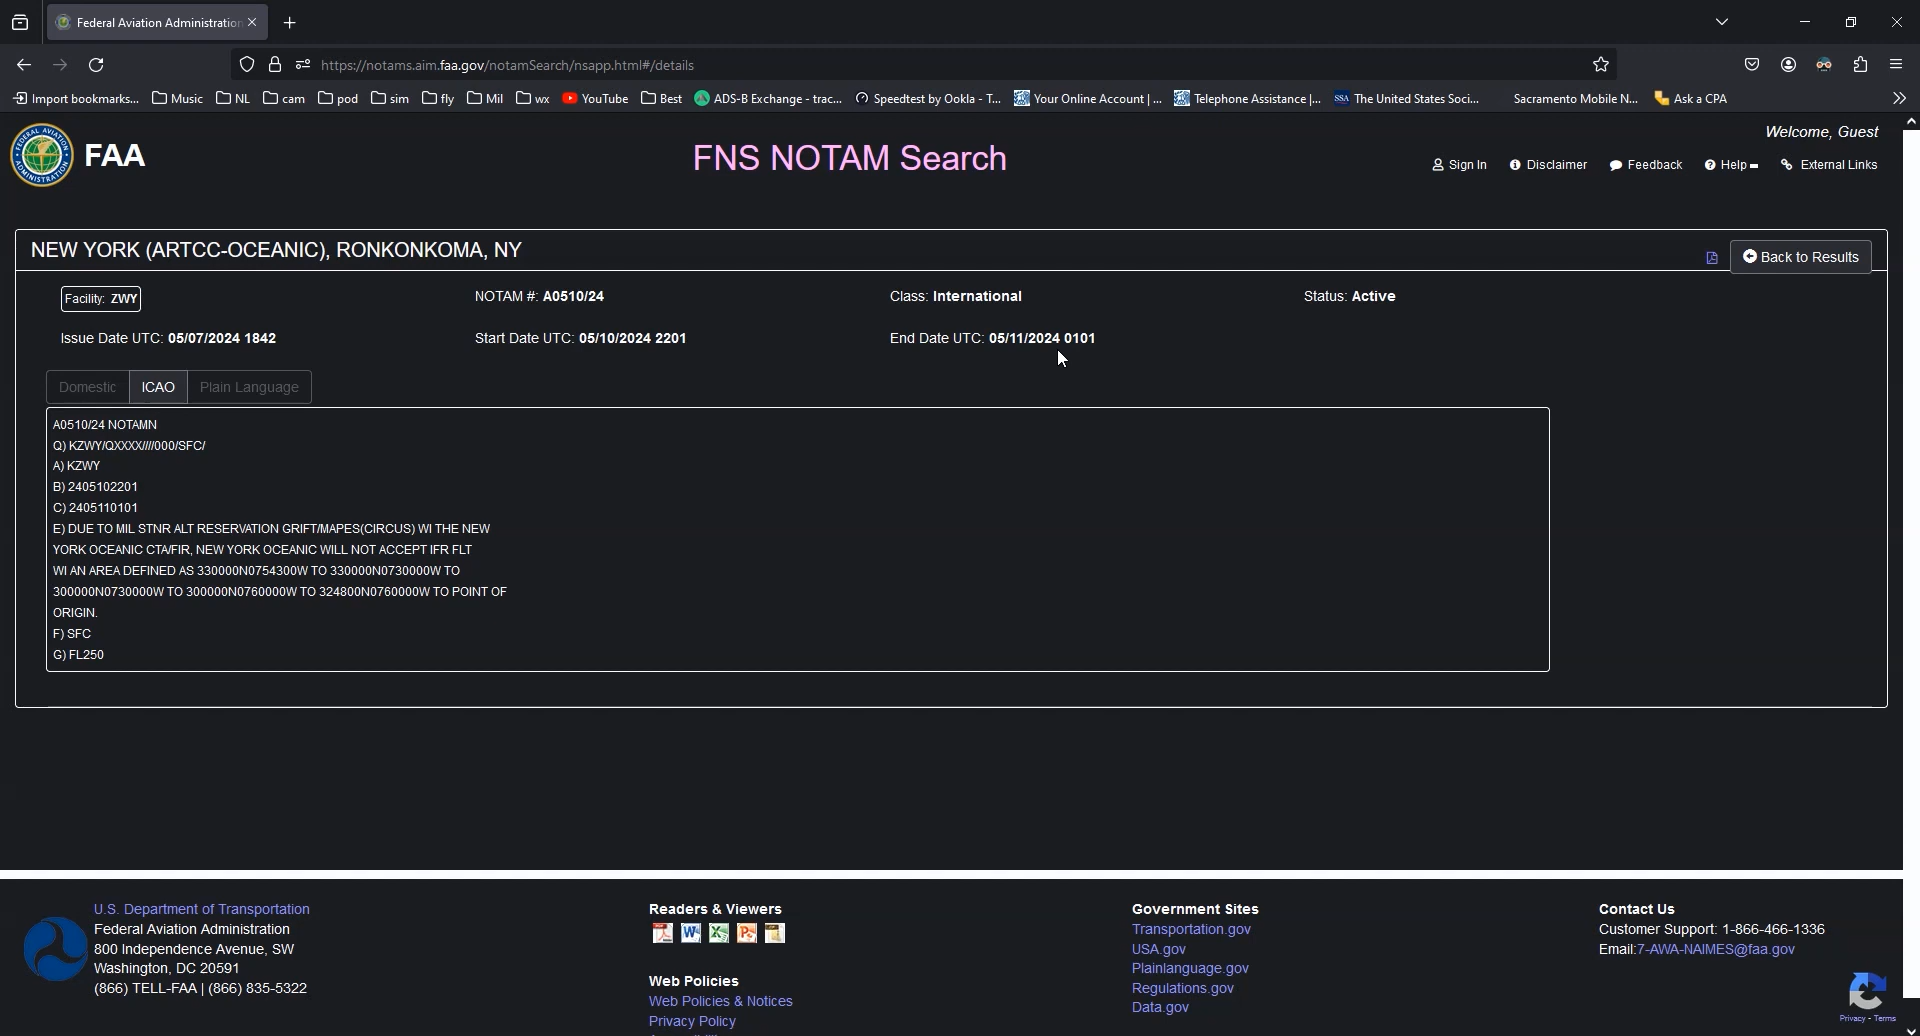 Federal Aviation Administration
https://notams.aim.faa.gov/notamSearch/nsapp.html#/details
Import bookmarks... Music NL cam pod sim fly Mil wx YouTube Best ADS-B Exchange - trac... Speedtest by Ookla - T... Your Online Account |... Telephone Assistance |... SSA The United States Soci... Sacramento Mobile N... Ask a CPA
Welcome, Guest
FAA
FNS NOTAM Search
Sign In Disclaimer Feedback Help External Links
NEW YORK (ARTCC-OCEANIC), RONKONKOMA, NY
Back to Results
Facility: ZWY NOTAM #: A0510/24 Class: International Status: Active
Issue Date UTC: 05/07/2024 1842 Start Date UTC: 05/10/2024 2201 End Date UTC: 05/11/2024 0101
Domestic ICAO Plain Language
A0510/24 NOTAMN
Q) KZWY/QXXXX////000/SFC/
A) KZWY
B) 2405102201
C) 2405110101
E) DUE TO MIL STNR ALT RESERVATION GRIFT/MAPES(CIRCUS) WI THE NEW
YORK OCEANIC CTA/FIR, NEW YORK OCEANIC WILL NOT ACCEPT IFR FLT
WI AN AREA DEFINED AS 330000N0754300W TO 330000N0730000W TO
300000N0730000W TO 300000N0760000W TO 324800N0760000W TO POINT OF
ORIGIN.
F) SFC
G) FL250
U.S. Department of Transportation
Federal Aviation Administration
800 Independence Avenue, SW
Washington, DC 20591
(866) TELL-FAA | (866) 835-5322
Readers & Viewers
Web Policies
Web Policies & Notices
Privacy Policy
Government Sites
Transportation.gov
USA.gov
Plainlanguage.gov
Regulations.gov
Data.gov
Contact Us
Customer Support: 1-866-466-1336
Email:7-AWA-NAIMES@faa.gov
Privacy - Terms